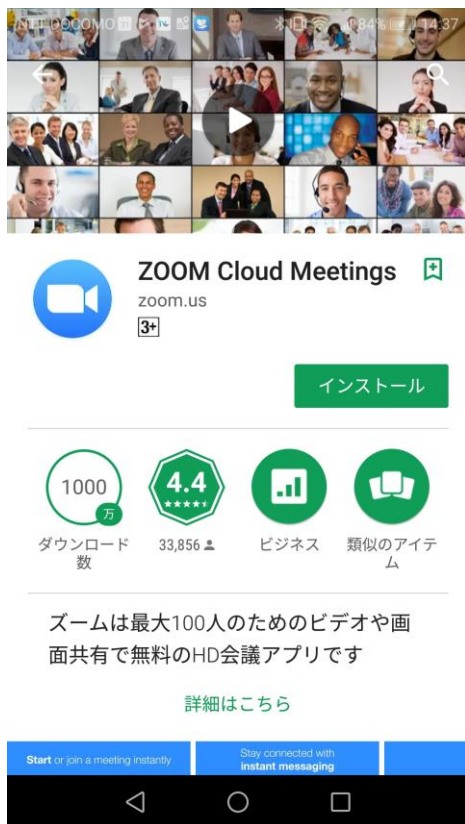 NTT DOCOMO 84% 14:37
ZOOM Cloud Meetings
zoom.us
3+
インストール
1000
万
ダウンロード
数
4.4
33,856
ビジネス
類似のアイテ
ム
ズームは最大100人のためのビデオや画
面共有で無料のHD会議アプリです
詳細はこちら
Start or join a meeting instantly
Stay connected with
instant messaging